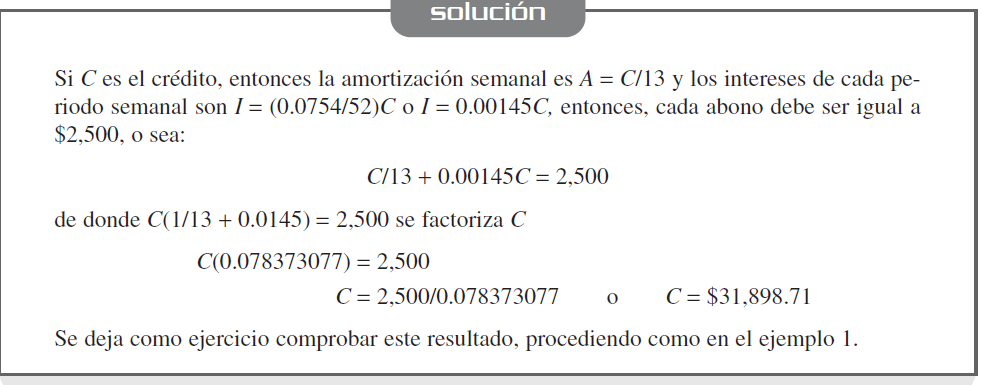 solución
Si C es el crédito, entonces la amortización semanal es A = C/13 y los intereses de cada pe-
riodo semanal son I = (0.0754/52)C o I = 0.00145C, entonces, cada abono debe ser igual a
$2,500, o sea:
C/13 + 0.00145C = 2,500
de donde C(1/13 + 0.0145) = 2,500 se factoriza C
C(0.078373077) = 2,500
C = 2,500/0.078373077 o C = $31,898.71
Se deja como ejercicio comprobar este resultado, procediendo como en el ejemplo 1.